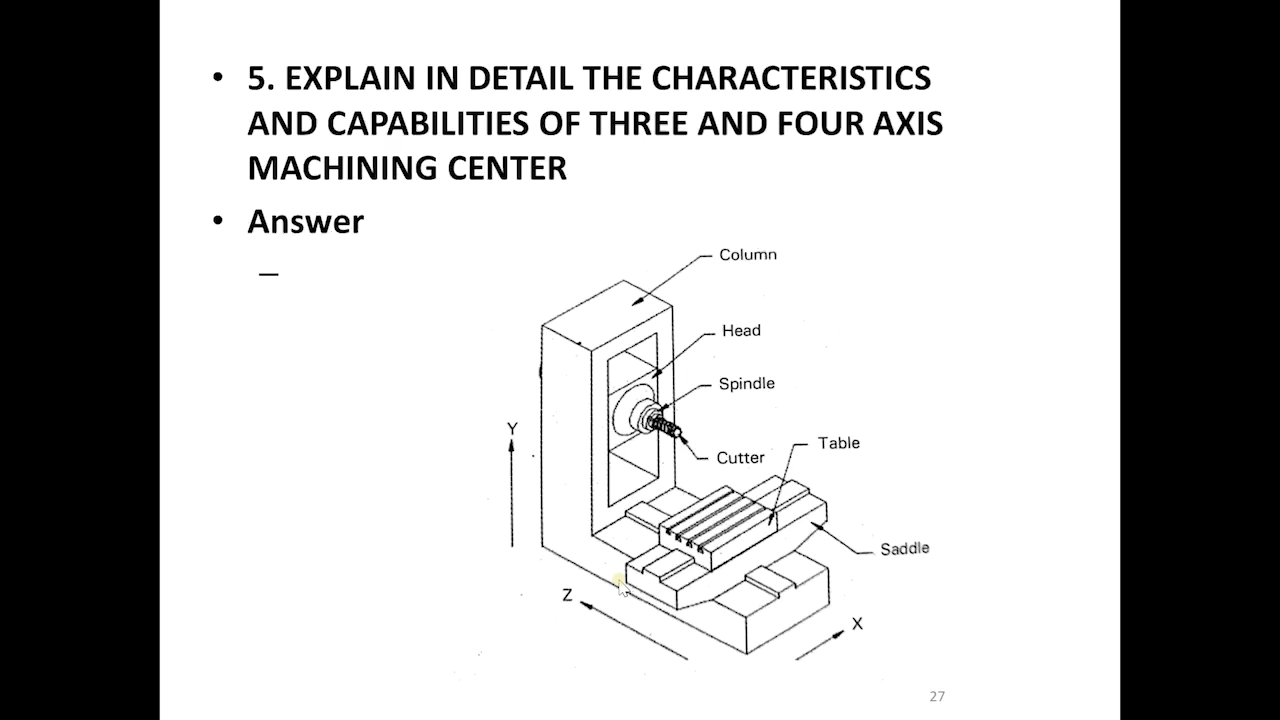 • 5. EXPLAIN IN DETAIL THE CHARACTERISTICS
AND CAPABILITIES OF THREE AND FOUR AXIS
MACHINING CENTER
• Answer
–
Column
Head
Spindle
Y
Table
Cutter
Saddle
Z
X
27